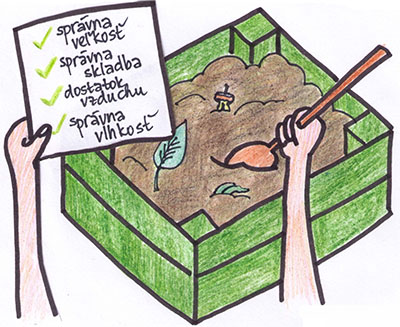 správna
veľkosť
správna
skladba
dostatok
vzduchu
správna
vlhkosť